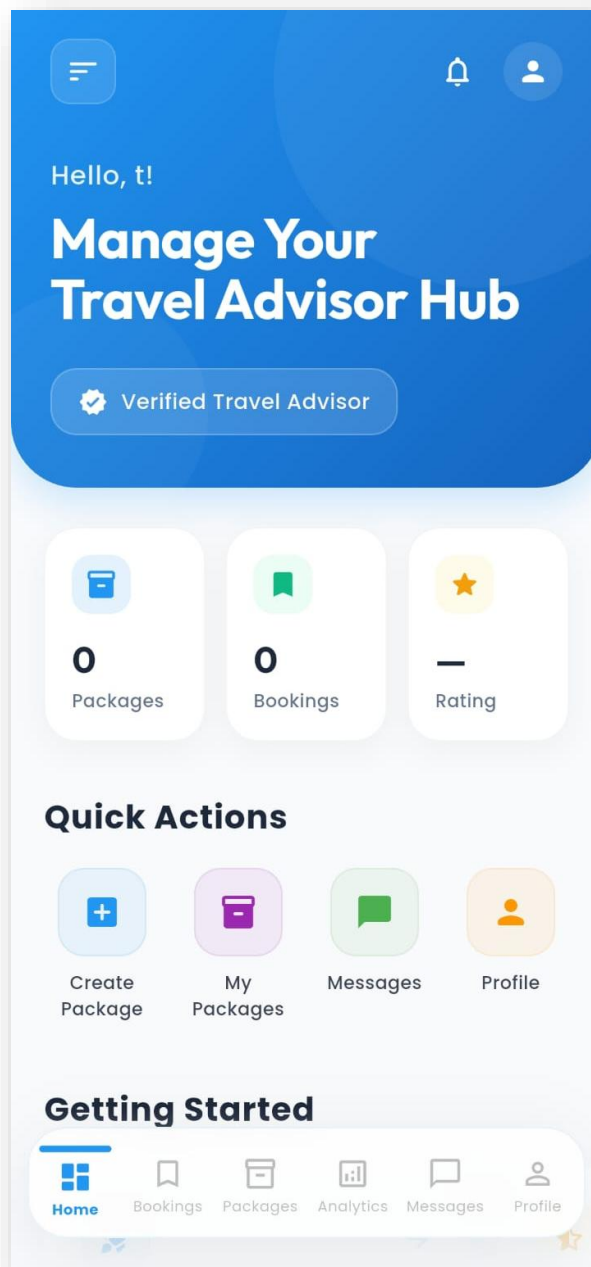 Hello, t!
Manage Your
Travel Advisor Hub
Verified Travel Advisor
0
Packages
0
Bookings
—
Rating
Quick Actions
Create
Package
My
Packages
Messages
Profile
Getting Started
Home
Bookings
Packages
Analytics
Messages
Profile